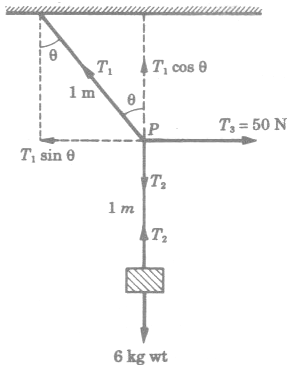 θ
T₁
T₁ cos θ
1 m
θ
P
T₃ = 50 N
T₁ sin θ
T₂
1 m
T₂
6 kg wt